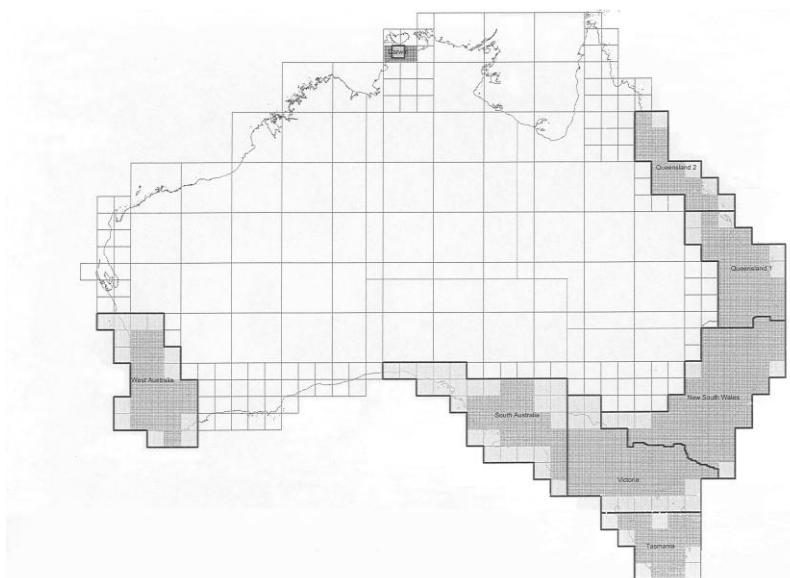 Darwin
Queensland 2
Queensland 1
West Australia
New South Wales
South Australia
Victoria
Tasmania